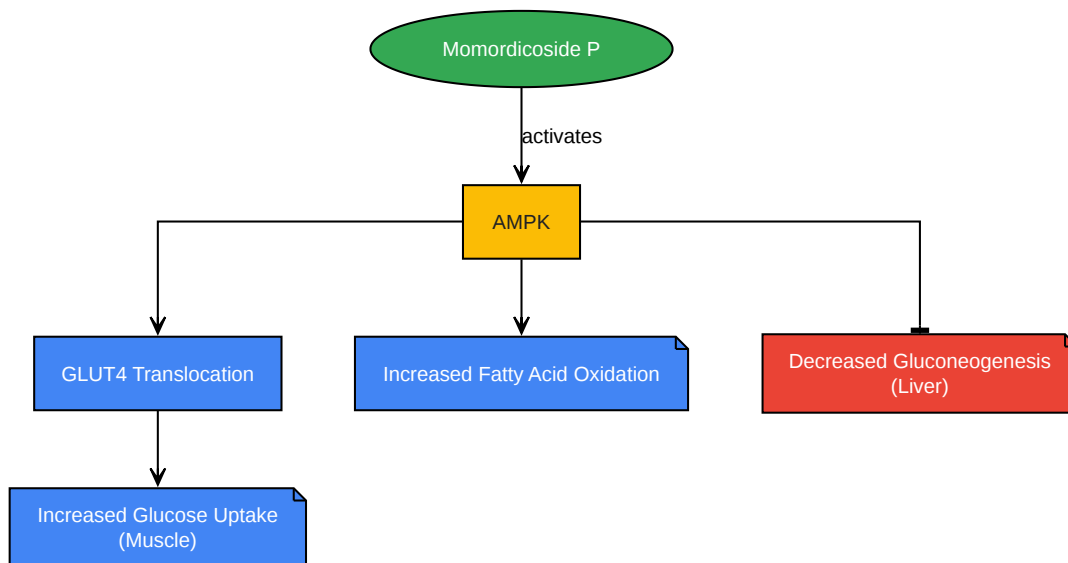 Momordicoside P
activates
AMPK
GLUT4 Translocation
Increased Fatty Acid Oxidation
Decreased Gluconeogenesis
(Liver)
Increased Glucose Uptake
(Muscle)